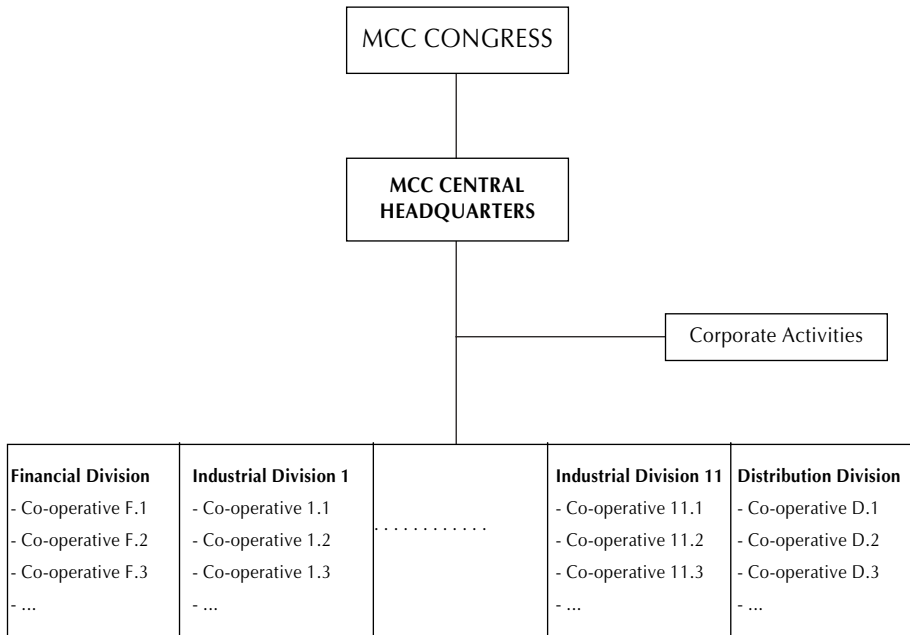 MCC CONGRESS
MCC CENTRAL
HEADQUARTERS
Corporate Activities
Financial Division
- Co-operative F.1
- Co-operative F.2
- Co-operative F.3
- ...
Industrial Division 1
- Co-operative 1.1
- Co-operative 1.2
- Co-operative 1.3
- ...
. . . . . . . . . . . .
Industrial Division 11
- Co-operative 11.1
- Co-operative 11.2
- Co-operative 11.3
- ...
Distribution Division
- Co-operative D.1
- Co-operative D.2
- Co-operative D.3
- ...